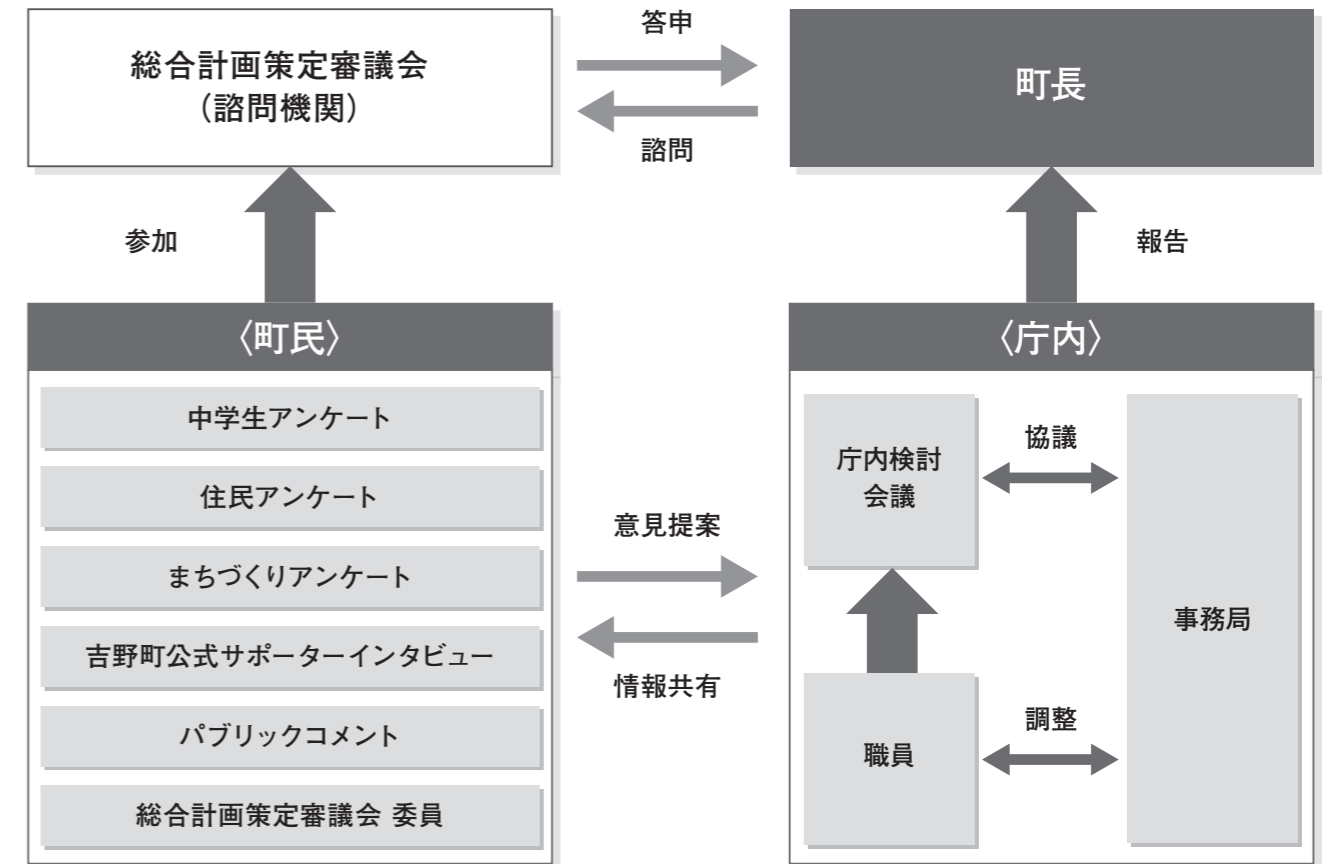 総合計画策定審議会
（諮問機関）
答申
諮問
町長
参加
報告
〈町民〉
中学生アンケート
住民アンケート
まちづくりアンケート
吉野町公式サポーターインタビュー
パブリックコメント
総合計画策定審議会 委員
意見提案
情報共有
〈庁内〉
庁内検討
会議
協議
事務局
職員
調整